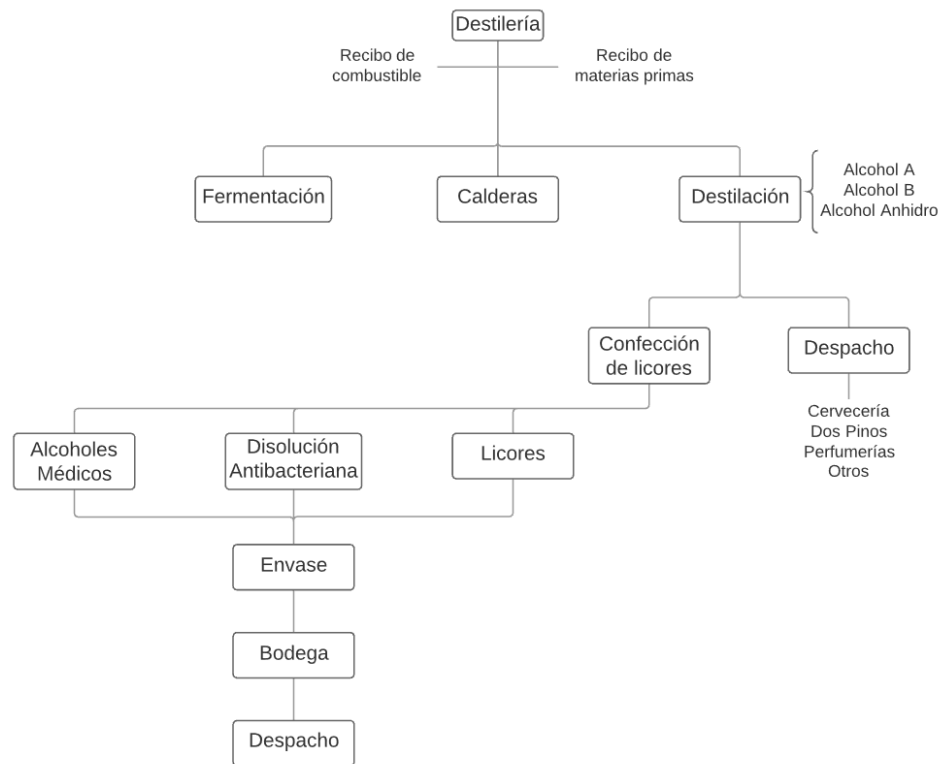 Destilería
Recibo de
combustible
Recibo de
materias primas
Fermentación
Calderas
Destilación
Alcohol A
Alcohol B
Alcohol Anhidro
Confección
de licores
Despacho
Cervecería
Dos Pinos
Perfumerías
Otros
Alcoholes
Médicos
Disolución
Antibacteriana
Licores
Envase
Bodega
Despacho